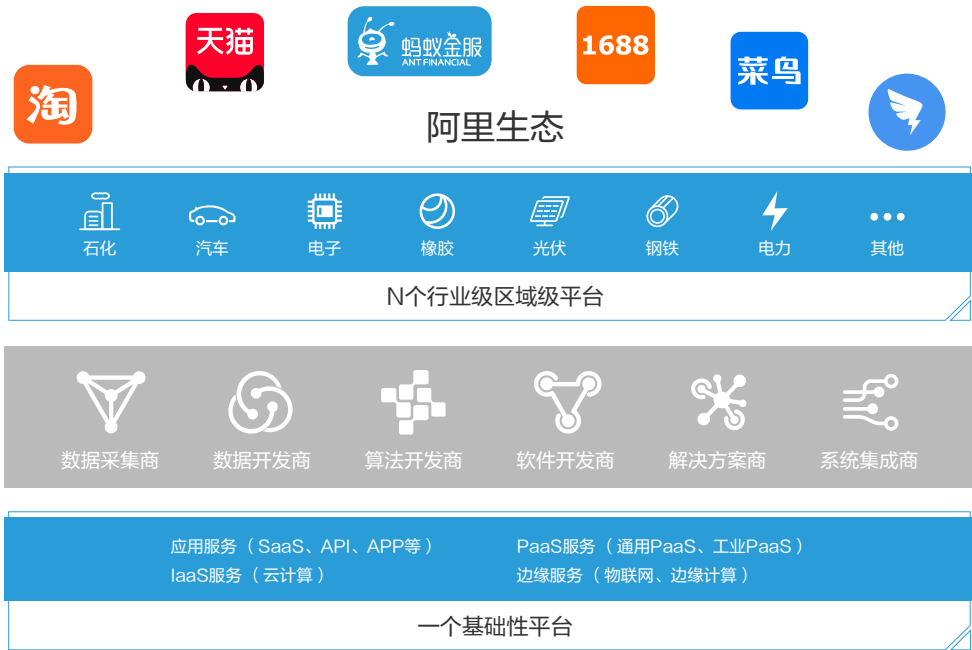 淘
天猫
蚂蚁金服
ANT FINANCIAL
1688
菜鸟
阿里生态
石化 汽车 电子 橡胶 光伏 钢铁 电力 其他
N个行业级区域级平台
数据采集商 数据开发商 算法开发商 软件开发商 解决方案商 系统集成商
应用服务（SaaS、API、APP等） PaaS服务（通用PaaS、工业PaaS）
IaaS服务（云计算） 边缘服务（物联网、边缘计算）
一个基础性平台